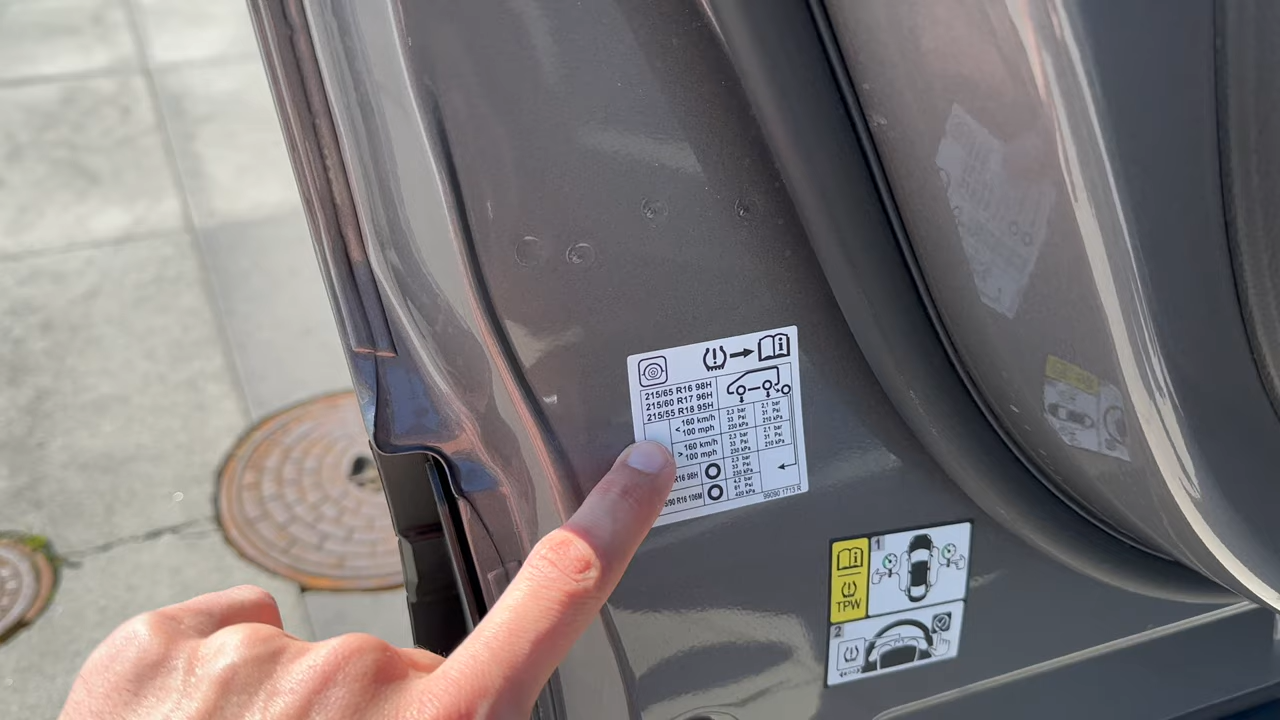 215/65 R16 98H
215/60 R17 96H
215/55 R18 95H
<160 km/h
100 mph
2,3 bar
33 Psi
230 kPa
2,1 bar
31 Psi
210 kPa
>160 km/h
100 mph
2,3 bar
33 Psi
230 kPa
2,1 bar
31 Psi
210 kPa
R16 98H
2,3 bar
33 Psi
230 kPa
/90 R16 106M
4,2 bar
61 Psi
420 kPa
99090 1713 R
1
TPW
2